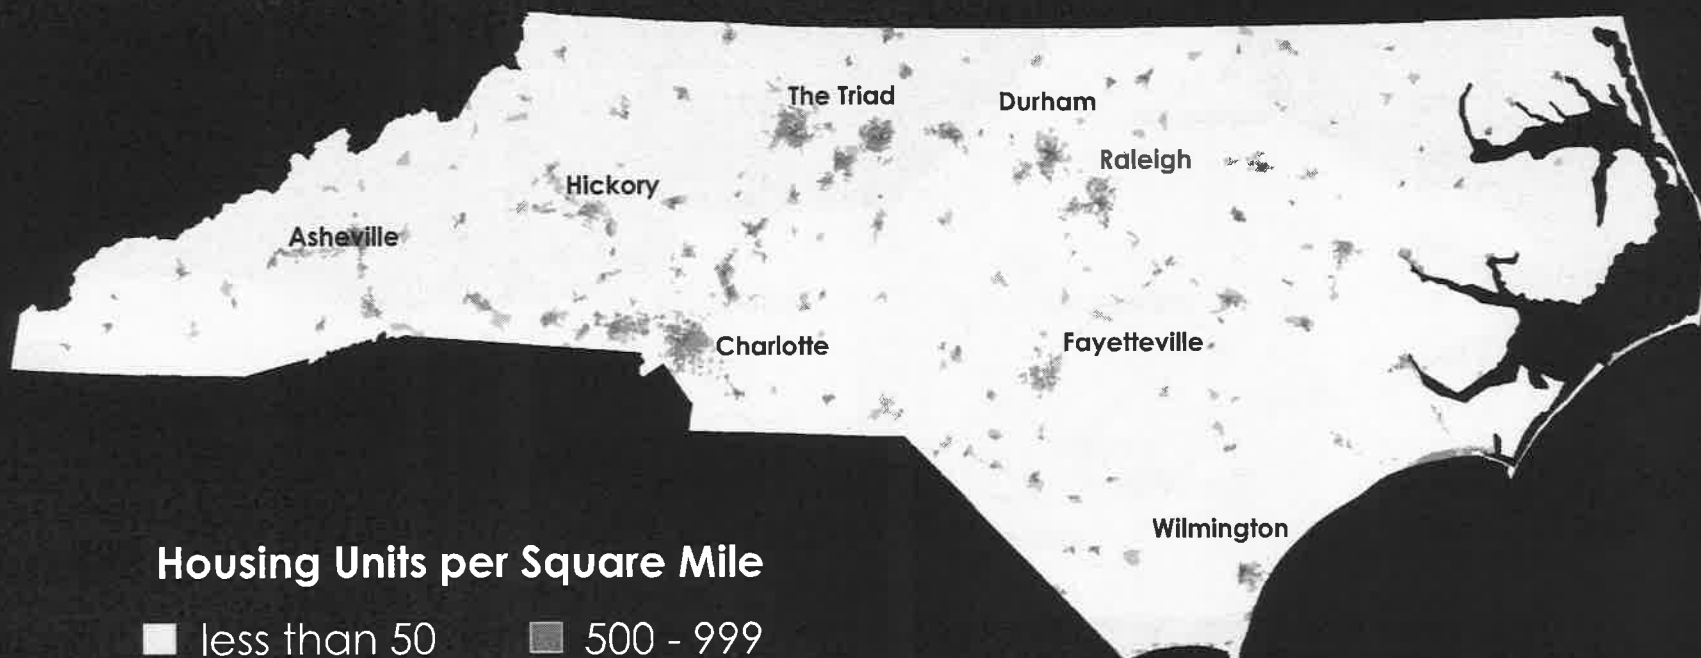 The Triad
Durham
Raleigh
Hickory
Asheville
Charlotte
Fayetteville
Wilmington
Housing Units per Square Mile
less than 50
500 - 999